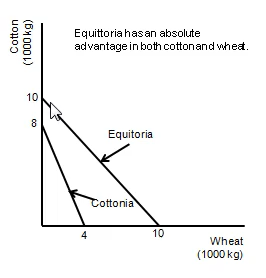 Cotton
(1000 kg)
Equittoria has an absolute
advantage in both cotton and wheat.
10
8
Equitoria
Cottonia
4
10
Wheat
(1000 kg)